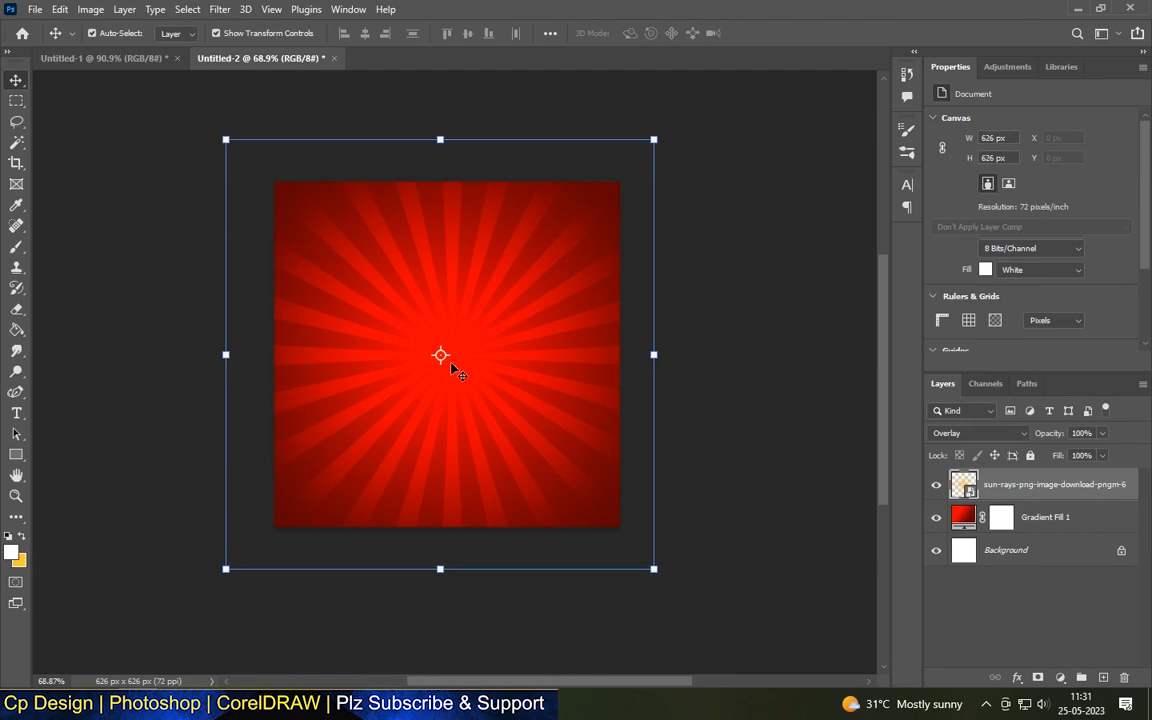 Ps File Edit Image Layer Type Select Filter 3D View Plugins Window Help
Auto-Select: Layer Show Transform Controls 3D Mode:
Untitled-1 @ 90.9% (RGB/8#) * × Untitled-2 @ 68.9% (RGB/8#) * ×
Properties Adjustments Libraries
Document
Canvas
W 626 px X 0 px
H 626 px Y 0 px
Resolution: 72 pixels/inch
Don't Apply Layer Comp
8 Bits/Channel
Fill White
Rulers & Grids
Pixels
Guides
Layers Channels Paths
Kind
Overlay Opacity: 100%
Lock: Fill: 100%
sun-rays-png-image-download-pngm-6
Gradient Fill 1
Background
68.87% 626 px x 626 px (72 ppi)
Cp Design | Photoshop | CorelDRAW | Plz Subscribe & Support
31°C Mostly sunny
11:31
25-05-2023